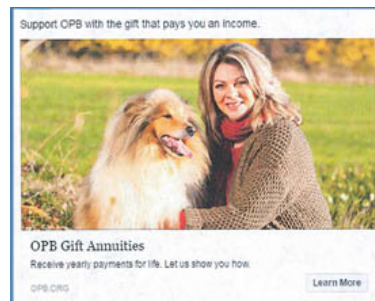 Support OPB with the gift that pays you an income.
OPB Gift Annuities
Receive yearly payments for life. Let us show you how.
OPB.ORG
Learn More